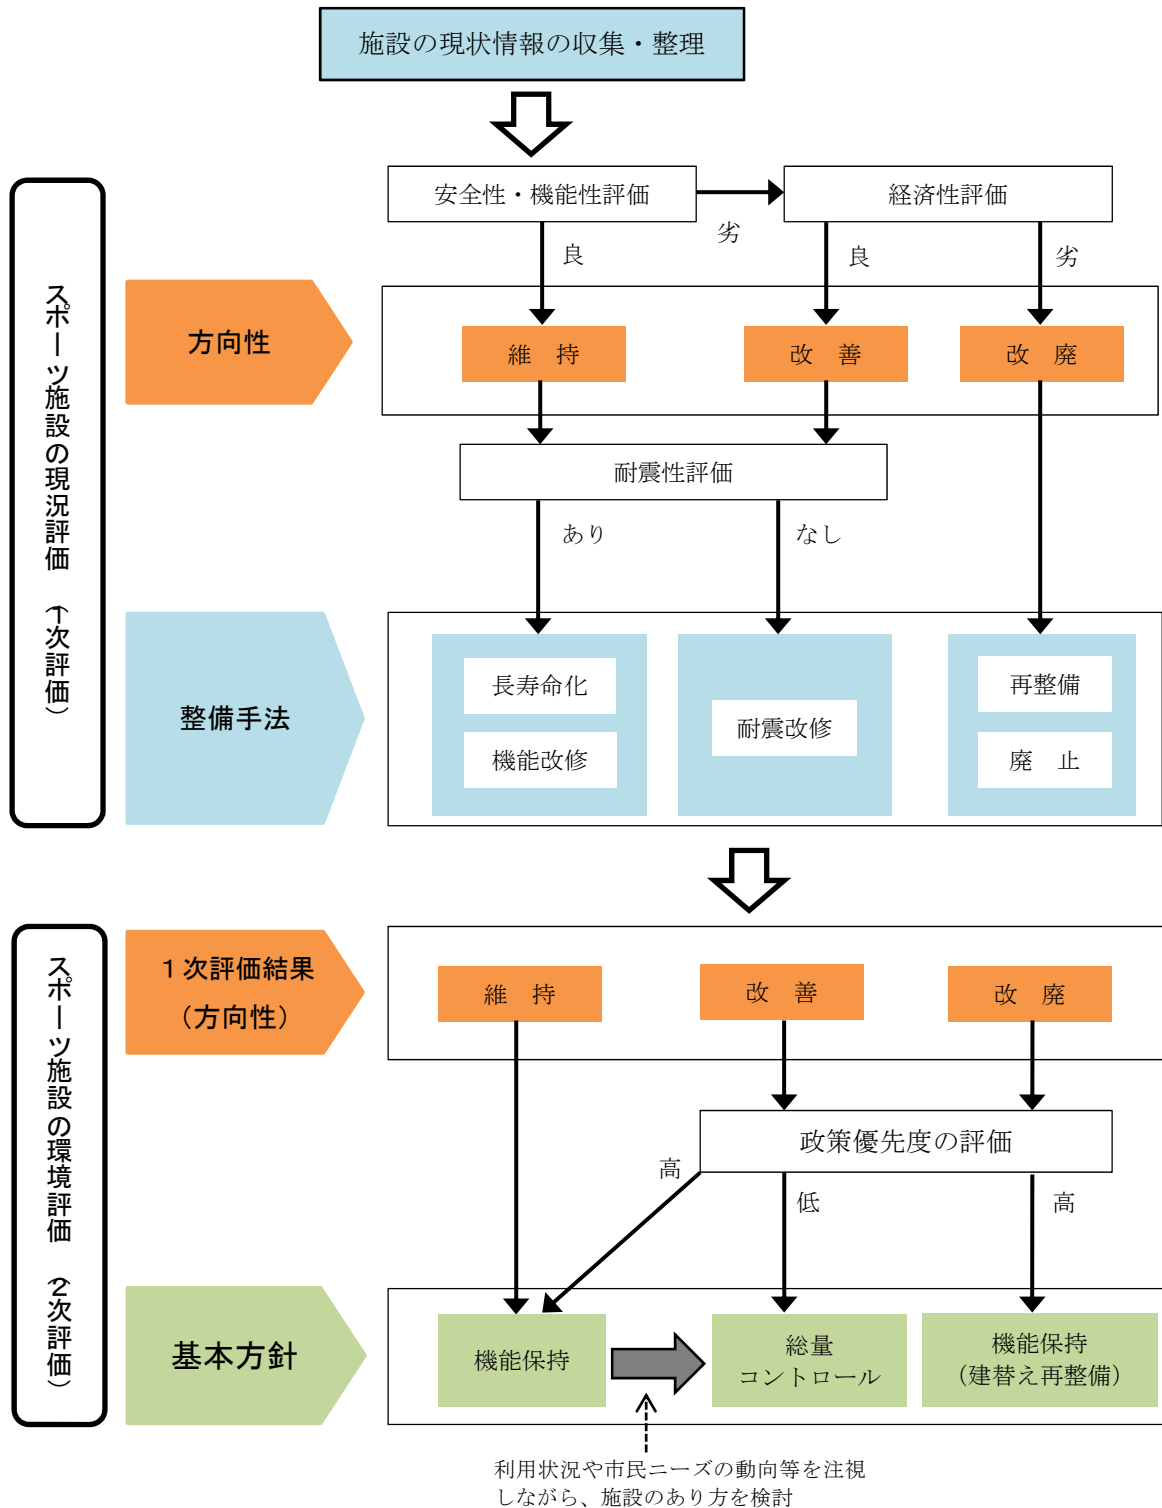 施設の現状情報の収集・整理
安全性・機能性評価
経済性評価
劣
良
良
劣
スポーツ施設の現況評価 (1次評価)
方向性
維 持
改 善
改 廃
耐震性評価
あり
なし
整備手法
長寿命化
機能改修
耐震改修
再整備
廃 止
スポーツ施設の環境評価 (2次評価)
1次評価結果
(方向性)
維 持
改 善
改 廃
政策優先度の評価
高
低
高
基本方針
機能保持
総量
コントロール
機能保持
(建替え再整備)
利用状況や市民ニーズの動向等を注視
しながら、施設のあり方を検討